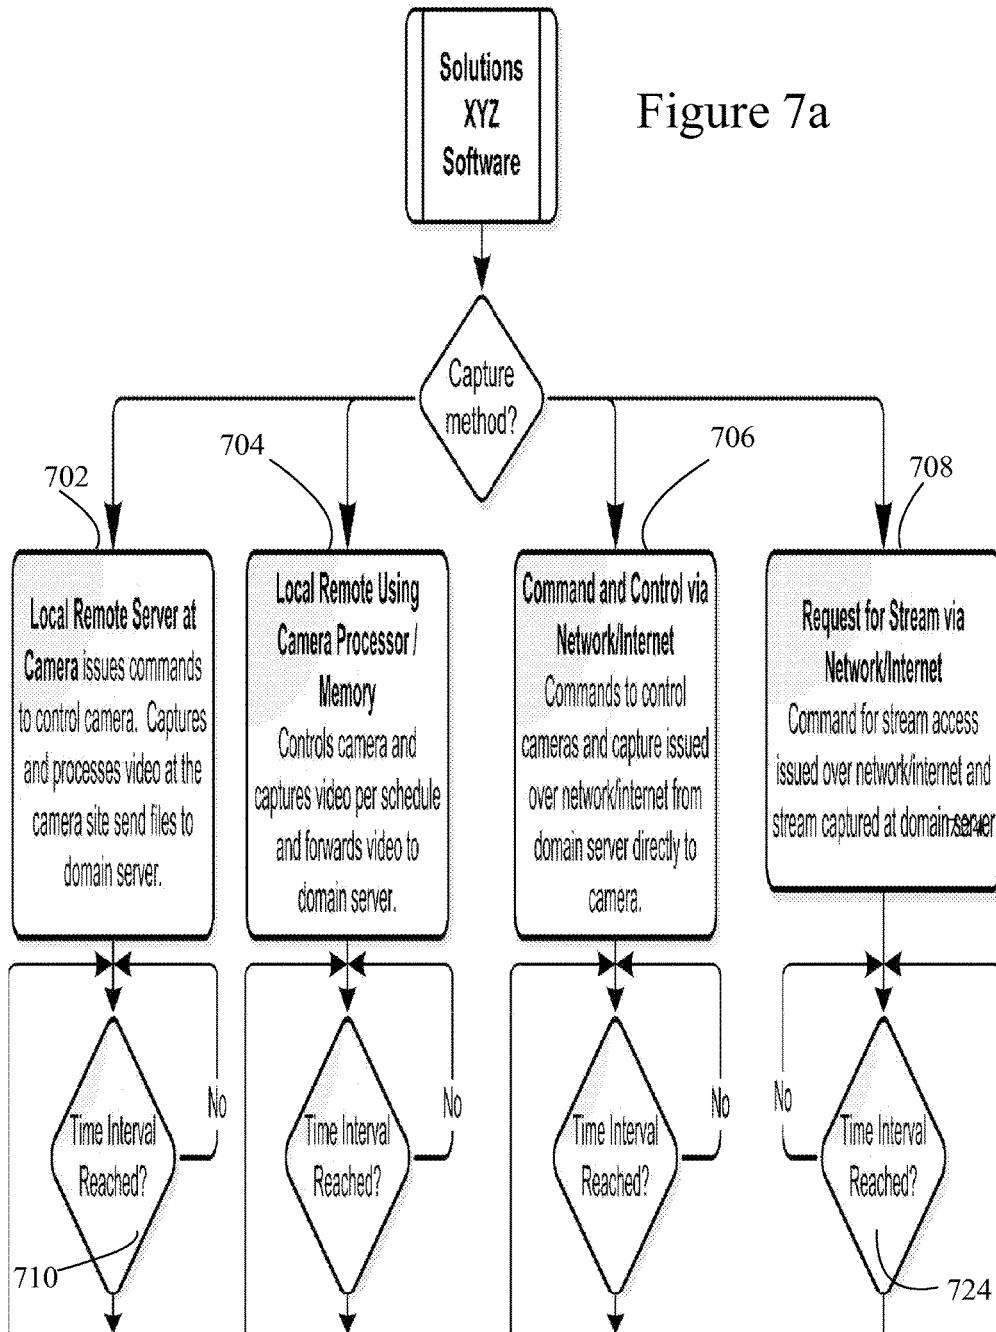 Solutions
XYZ
Software
Figure 7a
Capture
method?
702
704
706
708
Local Remote Server at
Camera issues commands
to control camera. Captures
and processes video at the
camera site send files to
domain server.
Local Remote Using
Camera Processor /
Memory
Controls camera and
captures video per schedule
and forwards video to
domain server.
Command and Control via
Network/Internet
Commands to control
cameras and capture issued
over network/internet from
domain server directly to
camera.
Request for Stream via
Network/Internet
Command for stream access
issued over network/internet and
stream captured at domain server
No
Time Interval
Reached?
710
No
Time Interval
Reached?
No
Time Interval
Reached?
No
Time Interval
Reached?
724